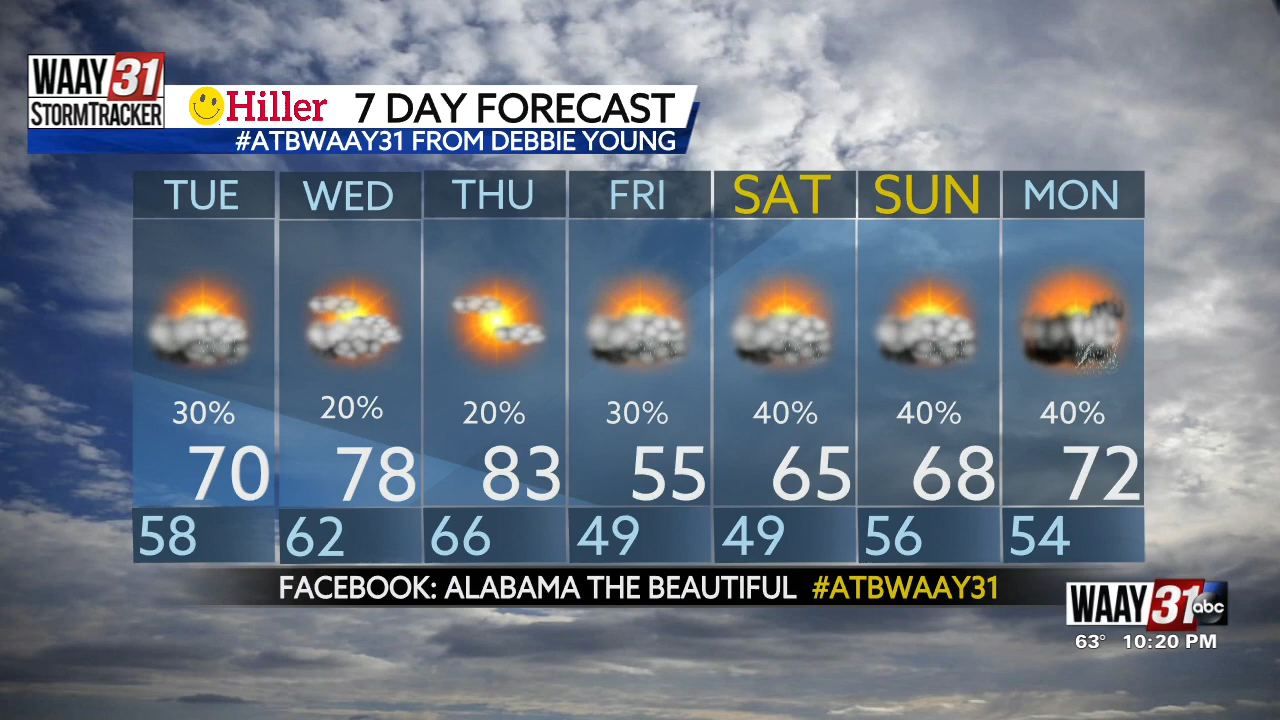 WAAY 31
STORMTRACKER
Hiller 7 DAY FORECAST
#ATBWAAY31 FROM DEBBIE YOUNG
TUE WED THU FRI SAT SUN MON
30% 20% 20% 30% 40% 40% 40%
70 78 83 55 65 68 72
58 62 66 49 49 56 54
FACEBOOK: ALABAMA THE BEAUTIFUL #ATBWAAY31
WAAY 31 abc
63° 10:20 PM